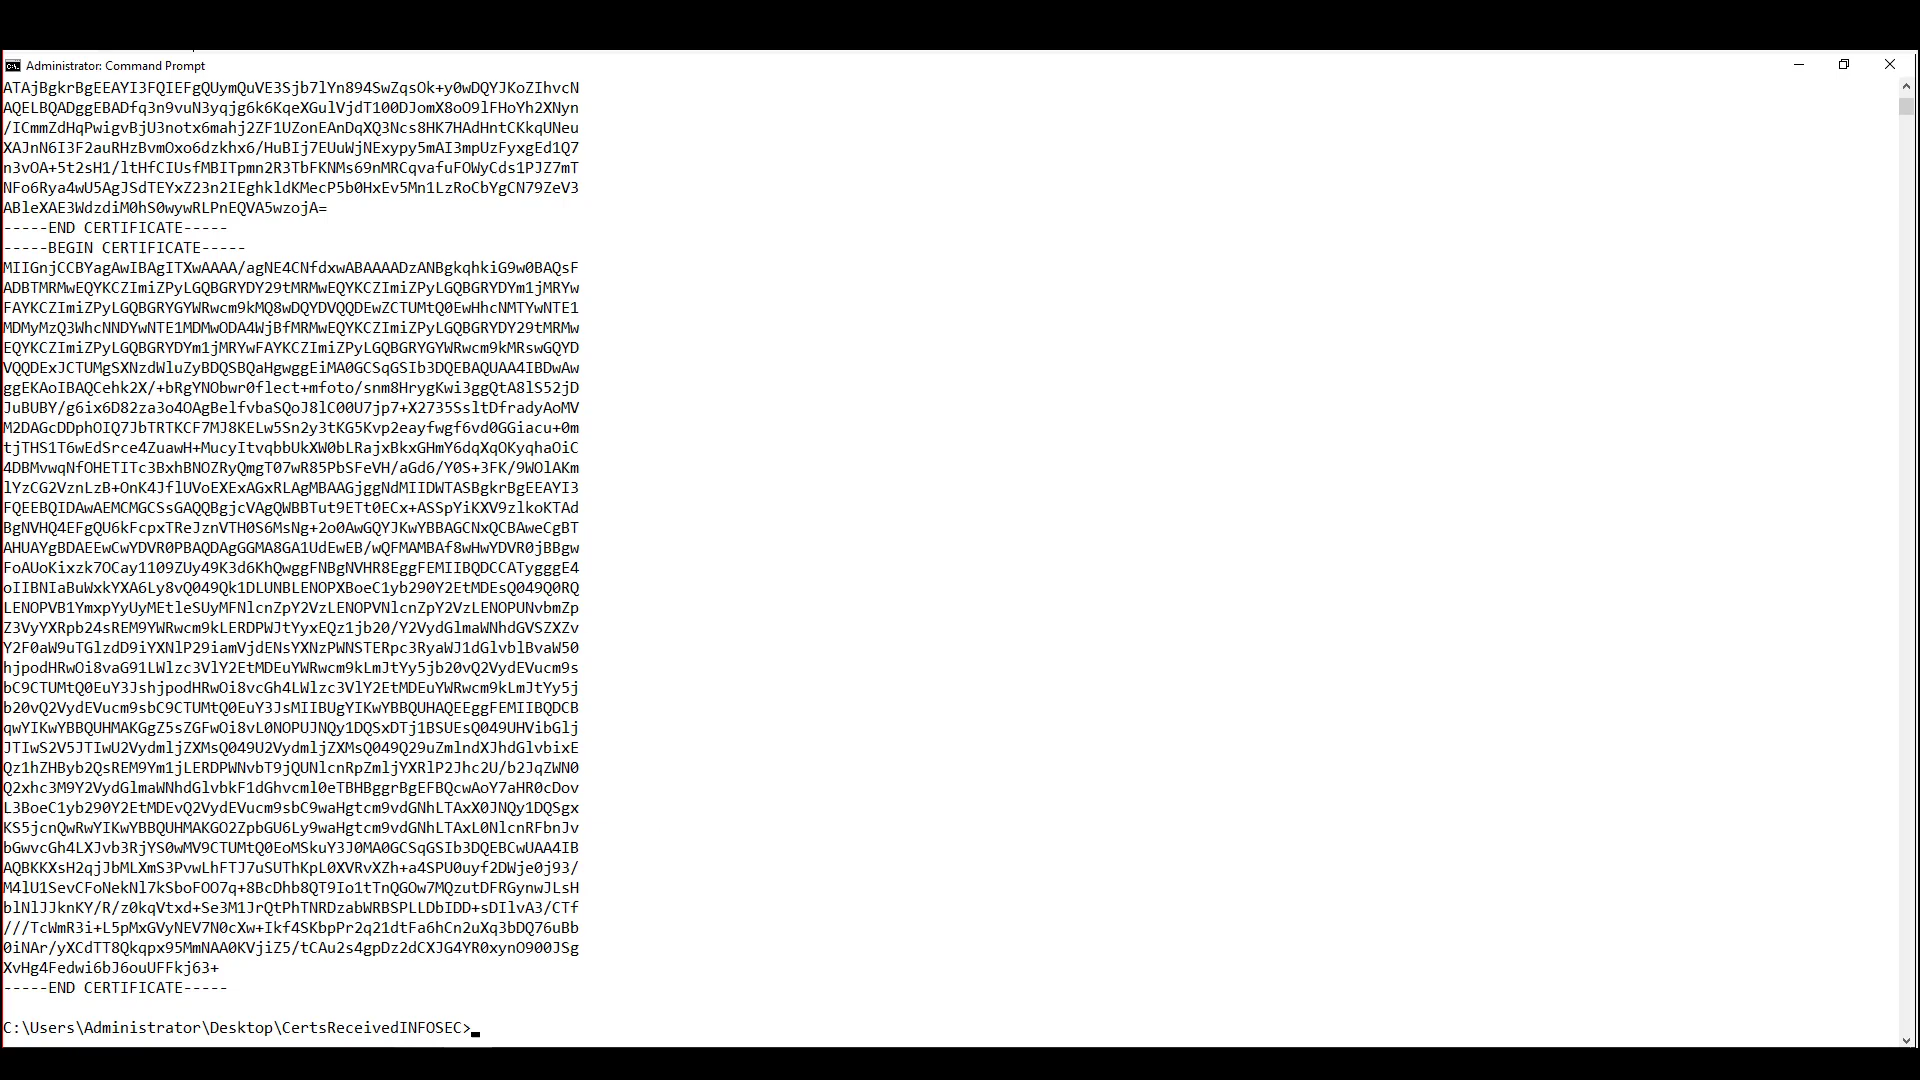 Administrator: Command Prompt
ATAjBgkrBgEEAYI3FQIEFgQUymQuVE3Sjb7lYn894SwZqsOk+y0wDQYJKoZIhvcN
AQELBQADggEBADfq3n9vuN3yqjg6k6KqeXGulVjdT100DJomX8oO9lFHoYh2XNyn
/ICmmZdHqPwigvBjU3notx6mahj2ZF1UZonEAnDqXQ3Ncs8HK7HAdHntCKkqUNeu
XAJnN6I3F2auRHzBvmOxo6dzkhx6/HuBIj7EUuWjNExypy5mAI3mpUzFyxgEd1Q7
n3vOA+5t2sH1/ltHfCIUsfMBITpmn2R3TbFKNMs69nMRCqvafuFOWyCds1PJZ7mT
NFo6Rya4wU5AgJSdTEYxZ23n2IEghkldKMecP5b0HxEv5Mn1LzRoCbYgCN79ZeV3
ABleXAE3WdzdiM0hS0wywRLPnEQVA5wzojA=
-----END CERTIFICATE-----
-----BEGIN CERTIFICATE-----
MIIGnjCCBYagAwIBAgITXwAAAA/agNE4CNfdxwABAAAADzANBgkqhkiG9w0BAQsF
ADBTMRMwEQYKCZImiZPyLGQBGRYDY29tMRMwEQYKCZImiZPyLGQBGRYDYm1jMRYw
FAYKCZImiZPyLGQBGRYGYWRwcm9kMQ8wDQYDVQQDEwZCTUMtQ0EwHhcNMTYwNTE1
MDMyMzQ3WhcNNDYwNTE1MDMwODA4WjBfMRMwEQYKCZImiZPyLGQBGRYDY29tMRMw
EQYKCZImiZPyLGQBGRYDYm1jMRYwFAYKCZImiZPyLGQBGRYGYWRwcm9kMRswGQYD
VQQDExJCTUMgSXNzdWluZyBDQSBQaHgwggEiMA0GCSqGSIb3DQEBAQUAA4IBDwAw
ggEKAoIBAQCehk2X/+bRgYNObwr0flect+mfoto/snm8HrygKwi3ggQtA8lS52jD
JuBUBY/g6ix6D82za3o4OAgBelfvbaSQoJ8lC00U7jp7+X2735SsltDfradyAoMV
M2DAGcDDphOIQ7JbTRTKCF7MJ8KELw5Sn2y3tKG5Kvp2eayfwgf6vd0GGiacu+0m
tjTHS1T6wEdSrce4ZuawH+MucyItvqbbUkXW0bLRajxBkxGHmY6dqXqOKyqhaOiC
4DBMvwqNfOHETITc3BxhBNOZRyQmgT07wR85PbSFeVH/aGd6/Y0S+3FK/9WOlAKm
lYzCG2VznLzB+OnK4JflUVoEXExAGxRLAgMBAAGjggNdMIIDWTASBgkrBgEEAYI3
FQEEBQIDAwAEMCMGCSsGAQQBgjcVAgQWBBTut9ETt0ECx+ASSpYiKXV9zlkoKTAd
BgNVHQ4EFgQU6kFcpxTReJznVTH0S6MsNg+2o0AwGQYJKwYBBAGCNxQCBAweCgBT
AHUAYgBDAEEwCwYDVR0PBAQDAgGGMA8GA1UdEwEB/wQFMAMBAf8wHwYDVR0jBBgw
FoAUoKixzk7OCay1109ZUy49K3d6KhQwggFNBgNVHR8EggFEMIIBQDCCATygggE4
oIIBNIaBuWxkYXA6Ly8vQ049Qk1DLUNBLENOPXBoeC1yb290Y2EtMDEsQ049Q0RQ
LENOPVB1YmxpYyUyMEtleSUyMFNlcnZpY2VzLENOPVNlcnZpY2VzLENOPUNvbmZp
Z3VyYXRpb24sREM9YWRwcm9kLERDPWJtYyxEQz1jb20/Y2VydGlmaWNhdGVSZXZv
Y2F0aW9uTGlzdD9iYXNlP29iamVjdENsYXNzPWNSTERpc3RyaWJ1dGlvblBvaW50
hjpodHRwOi8vaG91LWlzc3VlY2EtMDEuYWRwcm9kLmJtYy5jb20vQ2VydEVucm9s
bC9CTUMtQ0EuY3JshjpodHRwOi8vcGh4LWlzc3VlY2EtMDEuYWRwcm9kLmJtYy5j
b20vQ2VydEVucm9sbC9CTUMtQ0EuY3JsMIIBUgYIKwYBBQUHAQEEggFEMIIBQDCB
qwYIKwYBBQUHMAKGgZ5sZGFwOi8vL0NOPUJNQy1DQSxDTj1BSUEsQ049UHVibGlj
JTIwS2V5JTIwU2VydmljZXMsQ049U2VydmljZXMsQ049Q29uZmlndXJhdGlvbixE
Qz1hZHByb2QsREM9Ym1jLERDPWNvbT9jQUNlcnRpZmljYXRlP2Jhc2U/b2JqZWN0
Q2xhc3M9Y2VydGlmaWNhdGlvbkF1dGhvcml0eTBHBggrBgEFBQcwAoY7aHR0cDov
L3BoeC1yb290Y2EtMDEvQ2VydEVucm9sbC9waHgtcm9vdGNhLTAxX0JNQy1DQSgx
KS5jcnQwRwYIKwYBBQUHMAKGO2ZpbGU6Ly9waHgtcm9vdGNhLTAxL0NlcnRFbnJv
bGwvcGh4LXJvb3RjYS0wMV9CTUMtQ0EoMSkuY3J0MA0GCSqGSIb3DQEBCwUAA4IB
AQBKKXsH2qjJbMLXmS3PvwLhFTJ7uSUThKpL0XVRvXZh+a4SPU0uyf2DWje0j93/
M4lU1SevCFoNekNl7kSboFOO7q+8BcDhb8QT9Io1tTnQGOw7MQzutDFRGynwJLsH
blNlJJknKY/R/z0kqVtxd+Se3M1JrQtPhTNRDzabWRBSPLLDbIDD+sDIlvA3/CTf
///TcWmR3i+L5pMxGVyNEV7N0cXw+Ikf4SKbpPr2q21dtFa6hCn2uXq3bDQ76uBb
0iNAr/yXCdTT8Qkqpx95MmNAA0KVjiZ5/tCAu2s4gpDz2dCXJG4YR0xynO900JSg
XvHg4Fedwi6bJ6ouUFFkj63+
-----END CERTIFICATE-----
C:\Users\Administrator\Desktop\CertsReceivedINFOSEC>